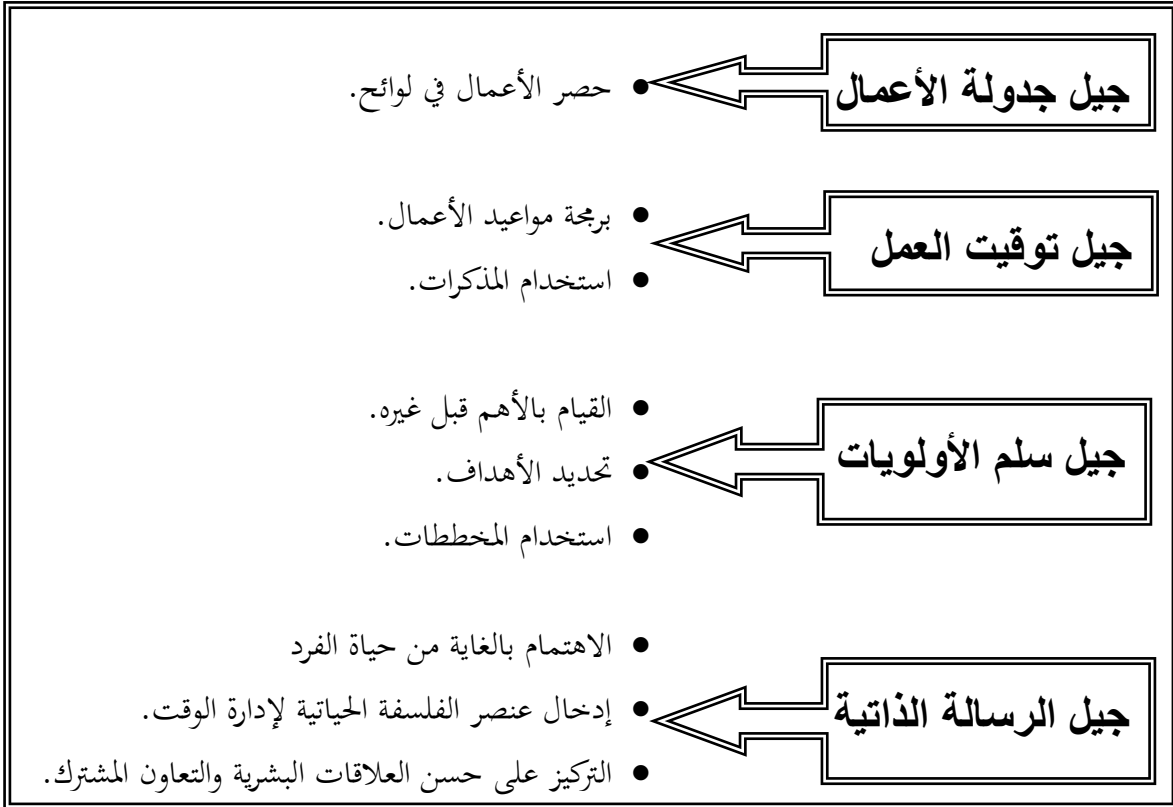 جيل جدولة الأعمال
● حصر الأعمال في لوائح.
جيل توقيت العمل
● برمجة مواعيد الأعمال.
● استخدام المذكرات.
جيل سلم الأولويات
● القيام بالأهم قبل غيره.
● تحديد الأهداف.
● استخدام المخططات.
جيل الرسالة الذاتية
● الاهتمام بالغاية من حياة الفرد
● إدخال عنصر الفلسفة الحياتية لإدارة الوقت.
● التركيز على حسن العلاقات البشرية والتعاون المشترك.